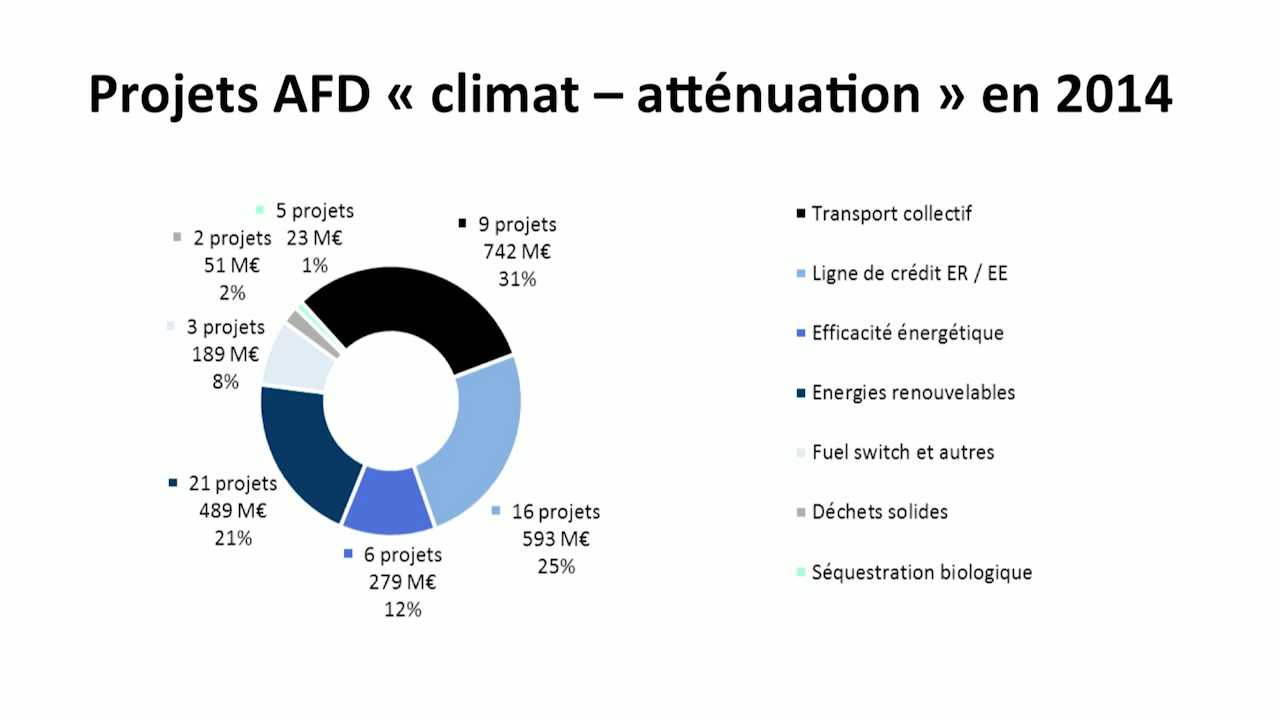 Projets AFD « climat – atténuation » en 2014
5 projets
23 M€
1%
2 projets
51 M€
2%
3 projets
189 M€
8%
21 projets
489 M€
21%
6 projets
279 M€
12%
16 projets
593 M€
25%
9 projets
742 M€
31%
Transport collectif
Ligne de crédit ER / EE
Efficacité énergétique
Energies renouvelables
Fuel switch et autres
Déchets solides
Séquestration biologique